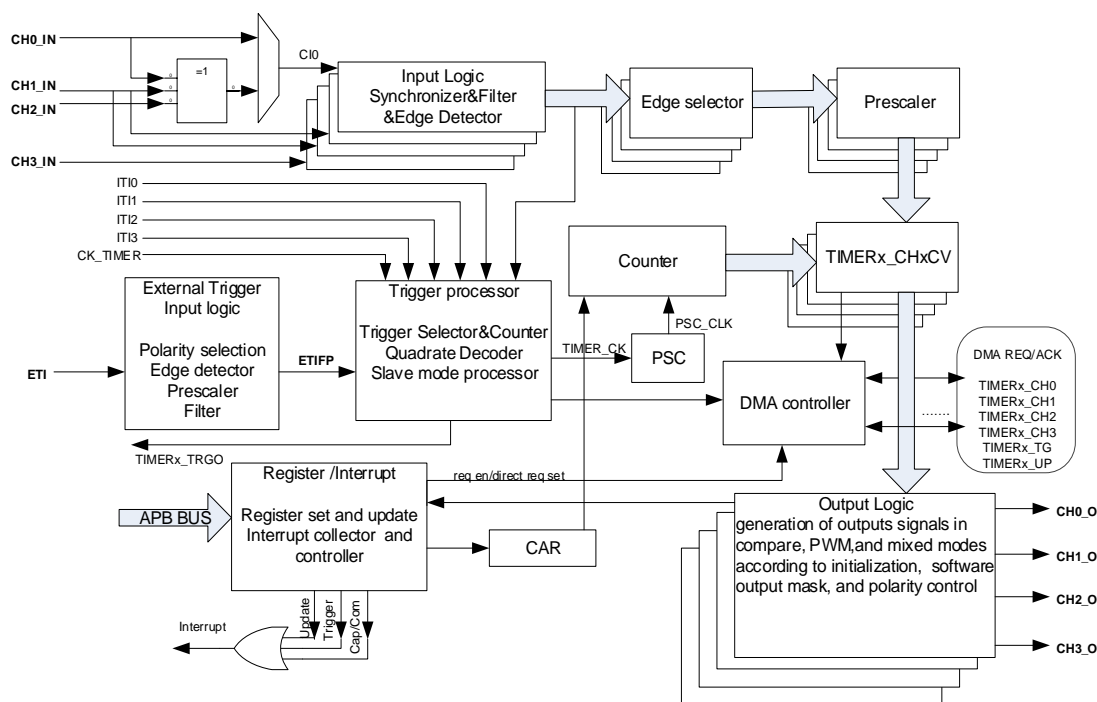 CH0_IN
CH1_IN
CH2_IN
CH3_IN
=1
CI0
Input Logic
Synchronizer&Filter
&Edge Detector
Edge selector
Prescaler
ITI0
ITI1
ITI2
ITI3
CK_TIMER
Counter
TIMERx_CHxCV
External Trigger
Input logic
Polarity selection
Edge detector
Prescaler
Filter
ETI
ETIFP
Trigger processor
Trigger Selector&Counter
Quadrate Decoder
Slave mode processor
TIMER_CK
PSC_CLK
PSC
DMA controller
DMA REQ/ACK
TIMERx_CH0
TIMERx_CH1
TIMERx_CH2
TIMERx_CH3
TIMERx_TG
TIMERx_UP
.......
TIMERx_TRGO
APB BUS
Register /Interrupt
Register set and update
Interrupt collector and
controller
req en/direct req set
CAR
Output Logic
generation of outputs signals in
compare, PWM,and mixed modes
according to initialization, software
output mask, and polarity control
CH0_O
CH1_O
CH2_O
CH3_O
Update
Trigger
Cap/Com
Interrupt